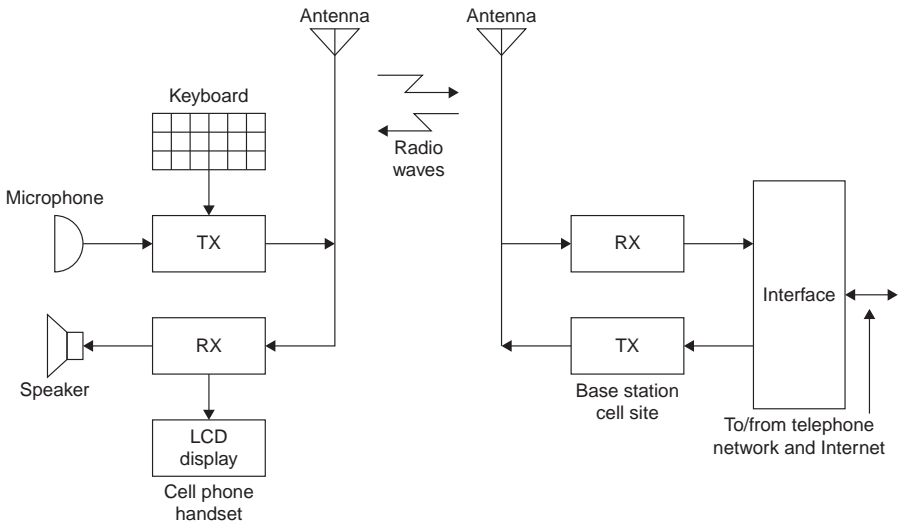 Antenna
Antenna
Keyboard
Radio
waves
Microphone
TX
RX
Interface
RX
TX
Speaker
Base station
cell site
LCD
display
To/from telephone
network and Internet
Cell phone
handset